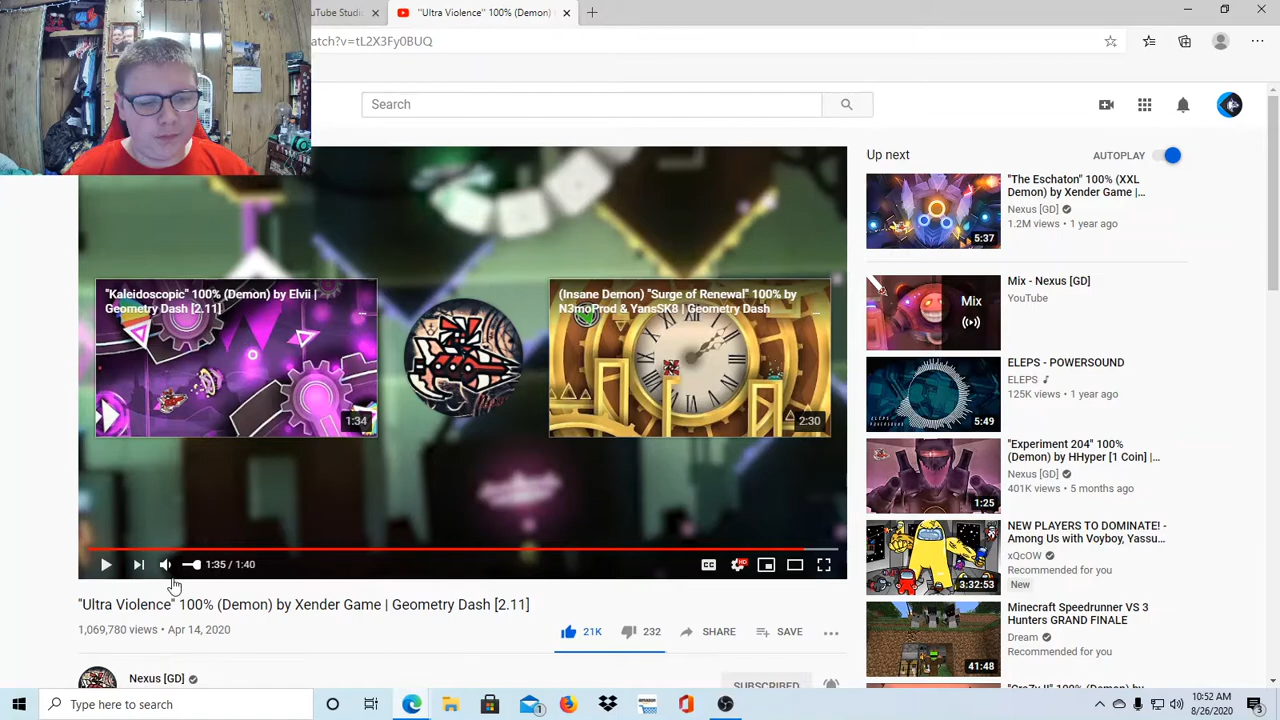 uTube Studio
"Ultra Violence" 100% (Demon)
atch?v=tL2X3Fy0BUQ
Search
"Kaleidoscopic" 100% (Demon) by Elvii |
Geometry Dash [2.11]
1:34
(Insane Demon) "Surge of Renewal" 100% by
N3moProd & YansSK8 | Geometry Dash
2:30
1:35 / 1:40
CC
HD
"Ultra Violence" 100% (Demon) by Xender Game | Geometry Dash [2.11]
1,069,780 views • Apr 14, 2020
21K
232
SHARE
SAVE
Nexus [GD]
SUBSCRIBED
Up next
AUTOPLAY
"The Eschaton" 100% (XXL
Demon) by Xender Game |...
Nexus [GD]
1.2M views • 1 year ago
5:37
Mix - Nexus [GD]
YouTube
Mix
ELEPS - POWERSOUND
ELEPS
125K views • 1 year ago
5:49
"Experiment 204" 100%
(Demon) by HHyper [1 Coin] |...
Nexus [GD]
401K views • 5 months ago
1:25
NEW PLAYERS TO DOMINATE! -
Among Us with Voyboy, Yassu...
xQcOW
Recommended for you
New
3:32:53
Minecraft Speedrunner VS 3
Hunters GRAND FINALE
Dream
Recommended for you
41:48
Type here to search
1
amazon
10:52 AM
8/26/2020
3